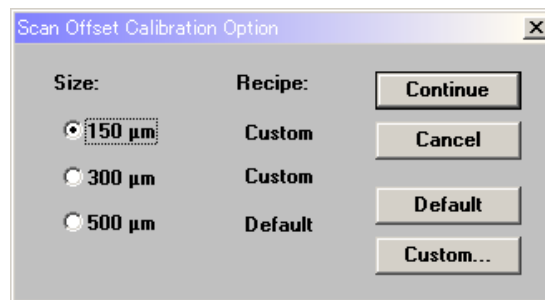 Scan Offset Calibration Option
Size: Recipe: Continue
150 µm Custom Cancel
300 µm Custom
500 µm Default Default
Custom...